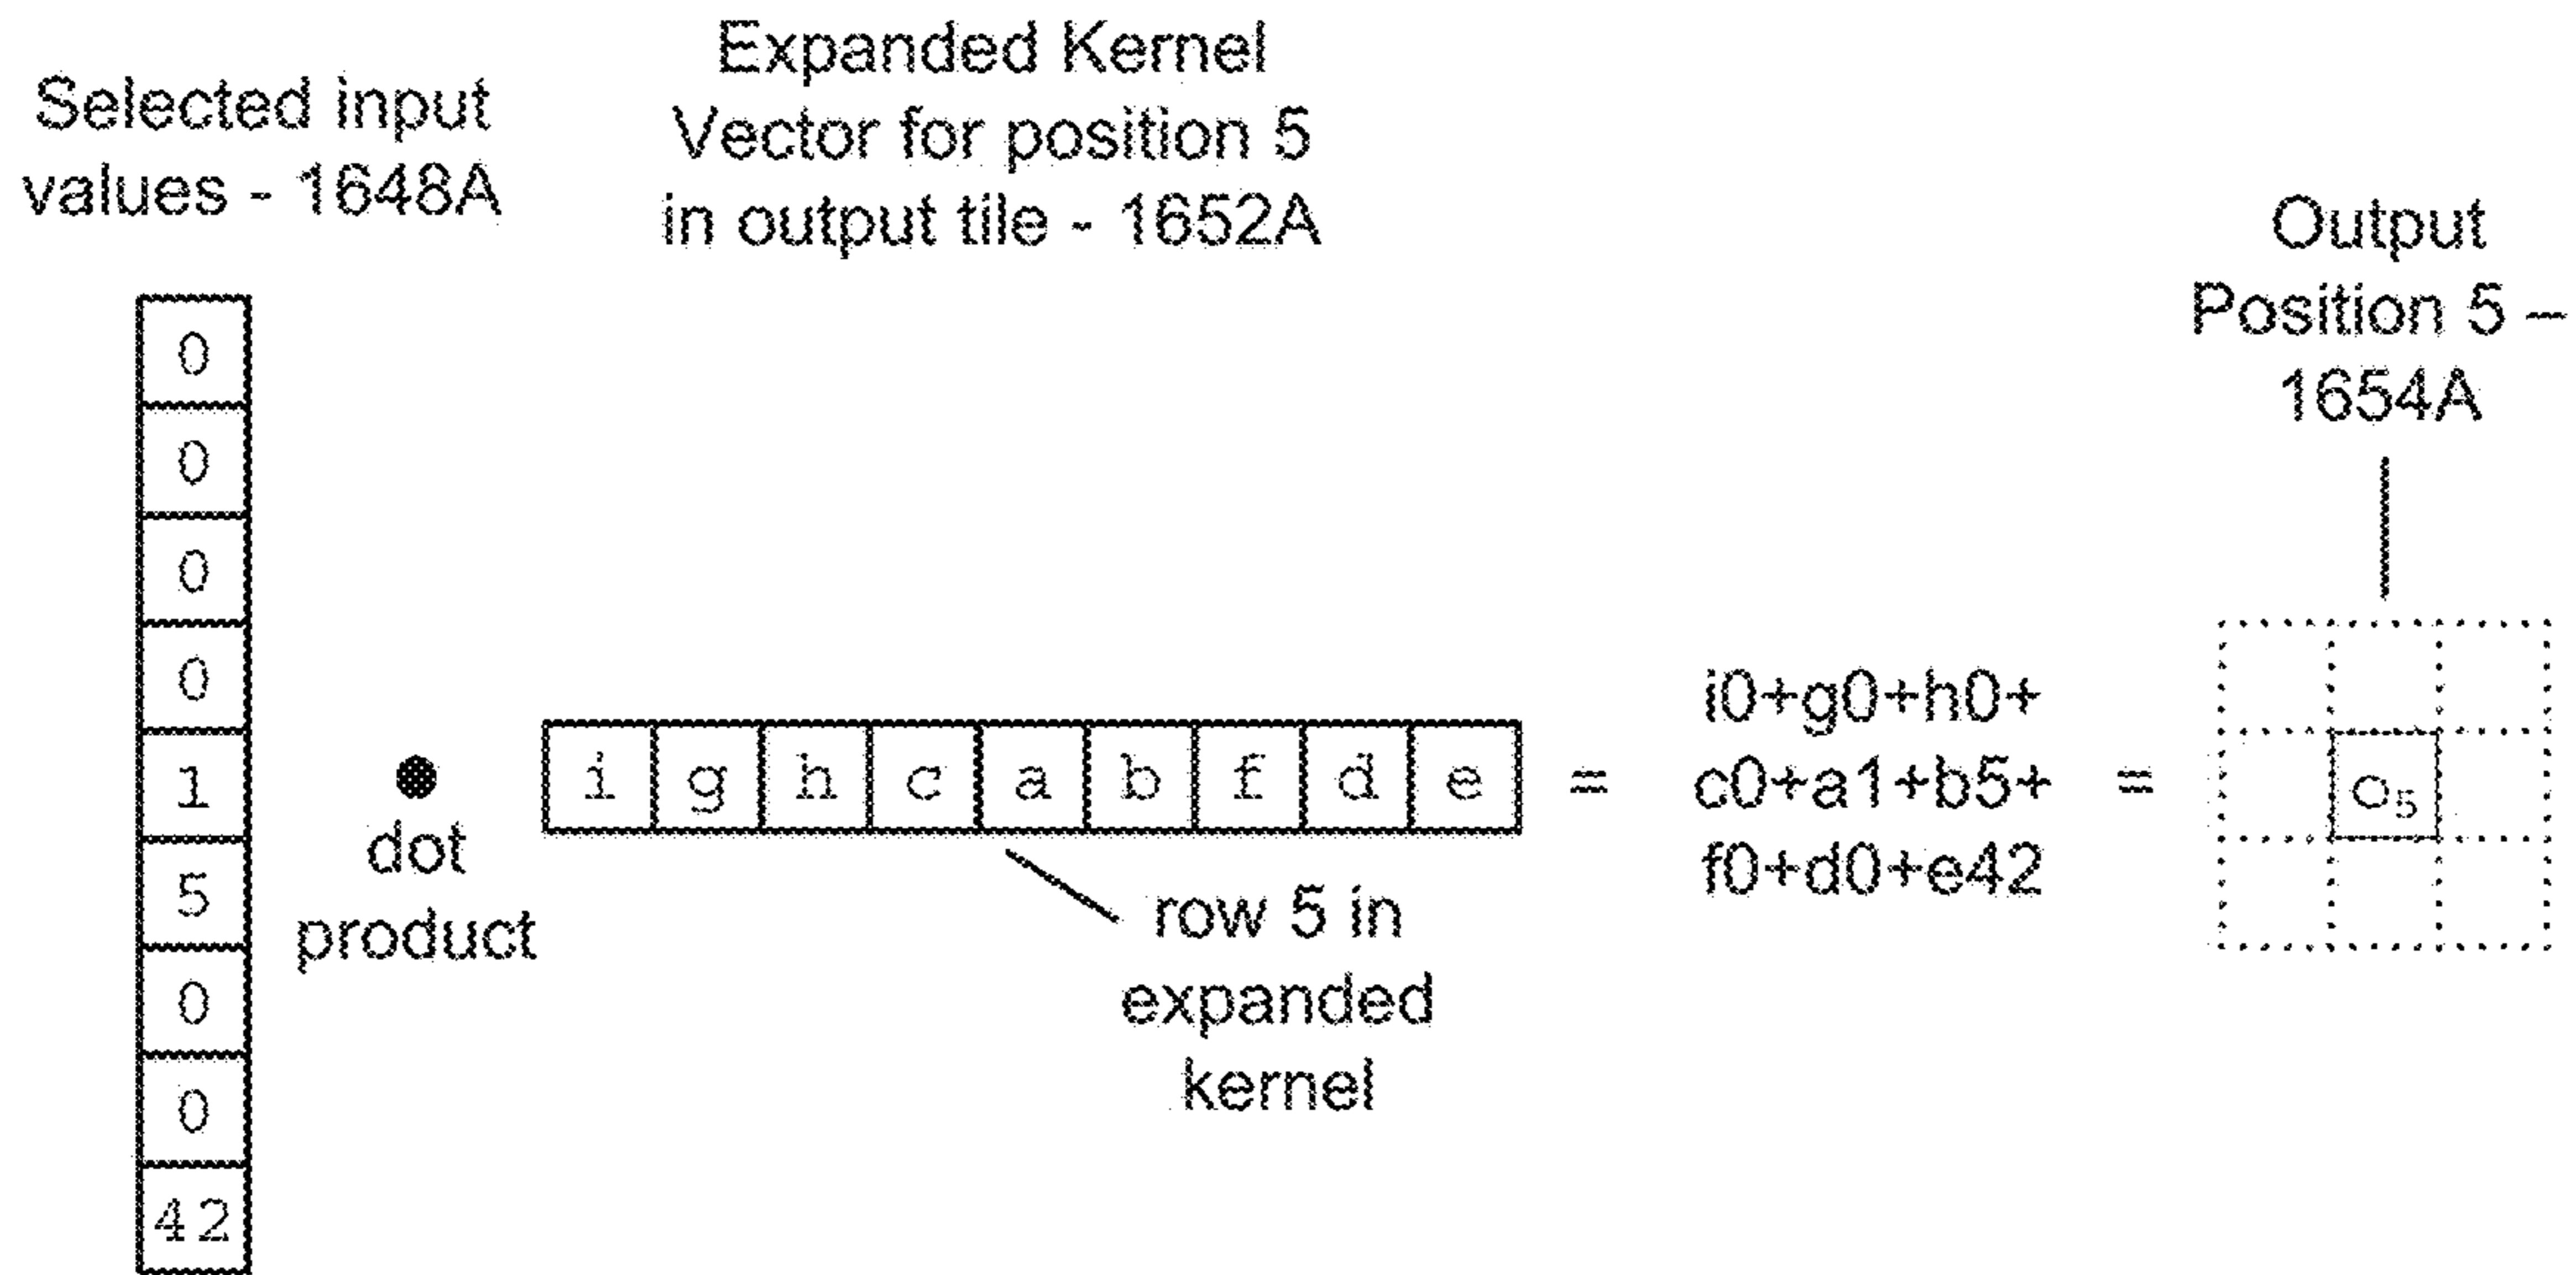 Selected input
values - 1648A
Expanded Kernel
Vector for position 5
in output tile - 1652A
Output
Position 5 –
1654A
0
0
0
0
1
5
0
0
42
dot
product
i g h c a b f d e
row 5 in
expanded
kernel
=
i0+g0+h0+
c0+a1+b5+
f0+d0+e42
=
o₅